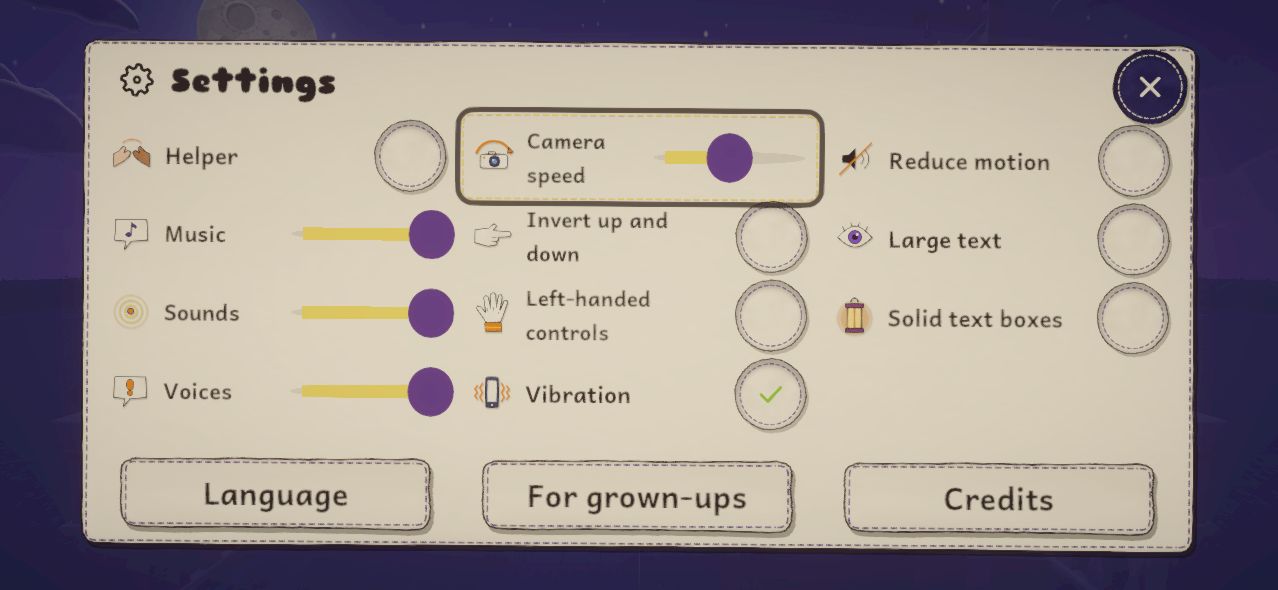 Settings
Helper
Music
Sounds
Voices
Camera
speed
Invert up and
down
Left-handed
controls
Vibration
Reduce motion
Large text
Solid text boxes
Language
For grown-ups
Credits